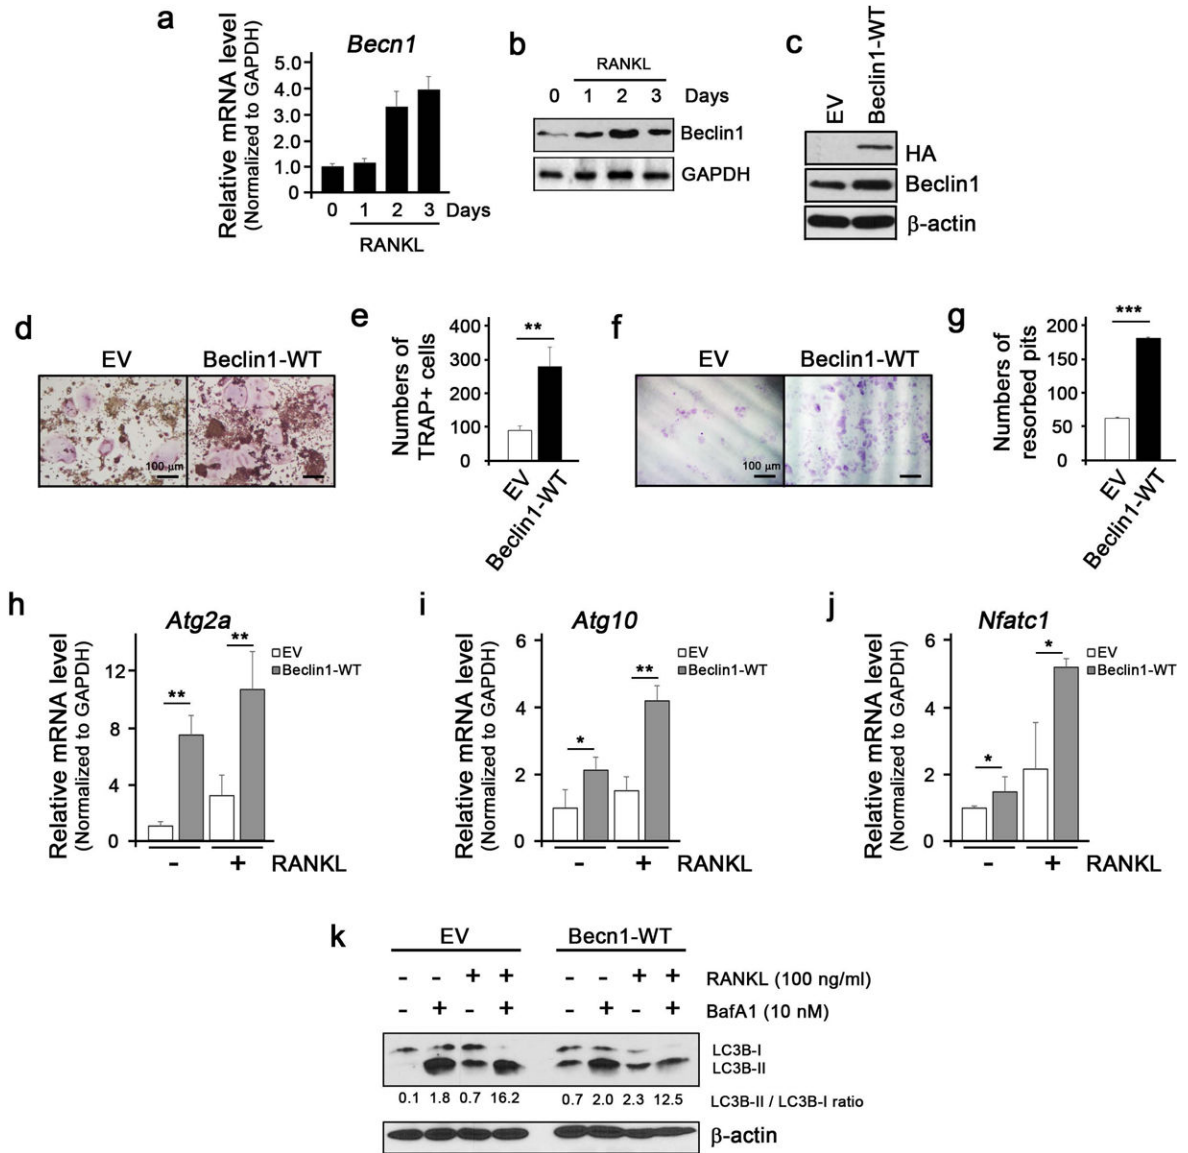 a
Becn1
Relative mRNA level
(Normalized to GAPDH)
5.0
4.0
3.0
2.0
1.0
0
0 1 2 3 Days
RANKL
b
RANKL
0 1 2 3 Days
Beclin1
GAPDH
c
EV
Beclin1-WT
HA
Beclin1
β-actin
d
EV Beclin1-WT
100 μm
e
Numbers of
TRAP+ cells
400
300
200
100
0
**
EV
Beclin1-WT
f
EV Beclin1-WT
100 μm
g
Numbers of
resorbed pits
200
150
100
50
0
***
EV
Beclin1-WT
h
Atg2a
Relative mRNA level
(Normalized to GAPDH)
12
8
4
0
**
**
EV
Beclin1-WT
- + RANKL
i
Atg10
Relative mRNA level
(Normalized to GAPDH)
6
4
2
0
*
**
EV
Beclin1-WT
- + RANKL
j
Nfatc1
Relative mRNA level
(Normalized to GAPDH)
6
4
2
0
*
*
EV
Beclin1-WT
- + RANKL
k
EV Becn1-WT
- - + + - - + + RANKL (100 ng/ml)
- + - + - + - + BafA1 (10 nM)
LC3B-I
LC3B-II
0.1 1.8 0.7 16.2 0.7 2.0 2.3 12.5 LC3B-II / LC3B-I ratio
β-actin